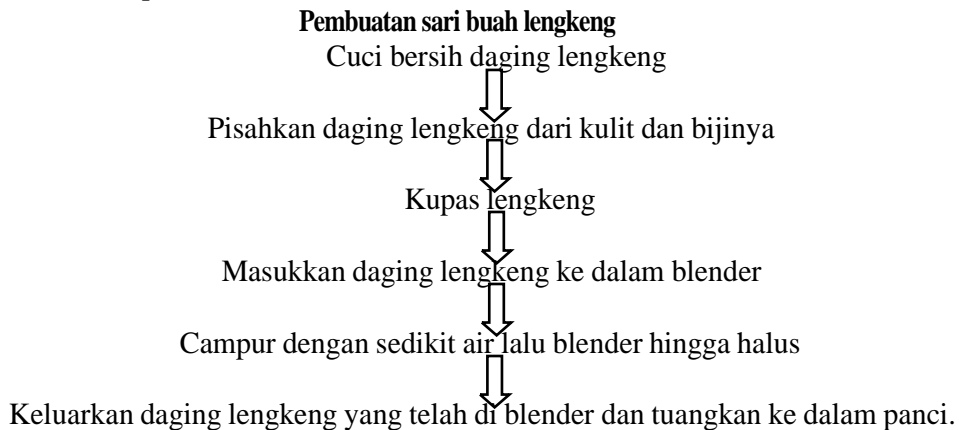 Pembuatan sari buah lengkeng
Cuci bersih daging lengkeng
Pisahkan daging lengkeng dari kulit dan bijinya
Kupas lengkeng
Masukkan daging lengkeng ke dalam blender
Campur dengan sedikit air lalu blender hingga halus
Keluarkan daging lengkeng yang telah di blender dan tuangkan ke dalam panci.